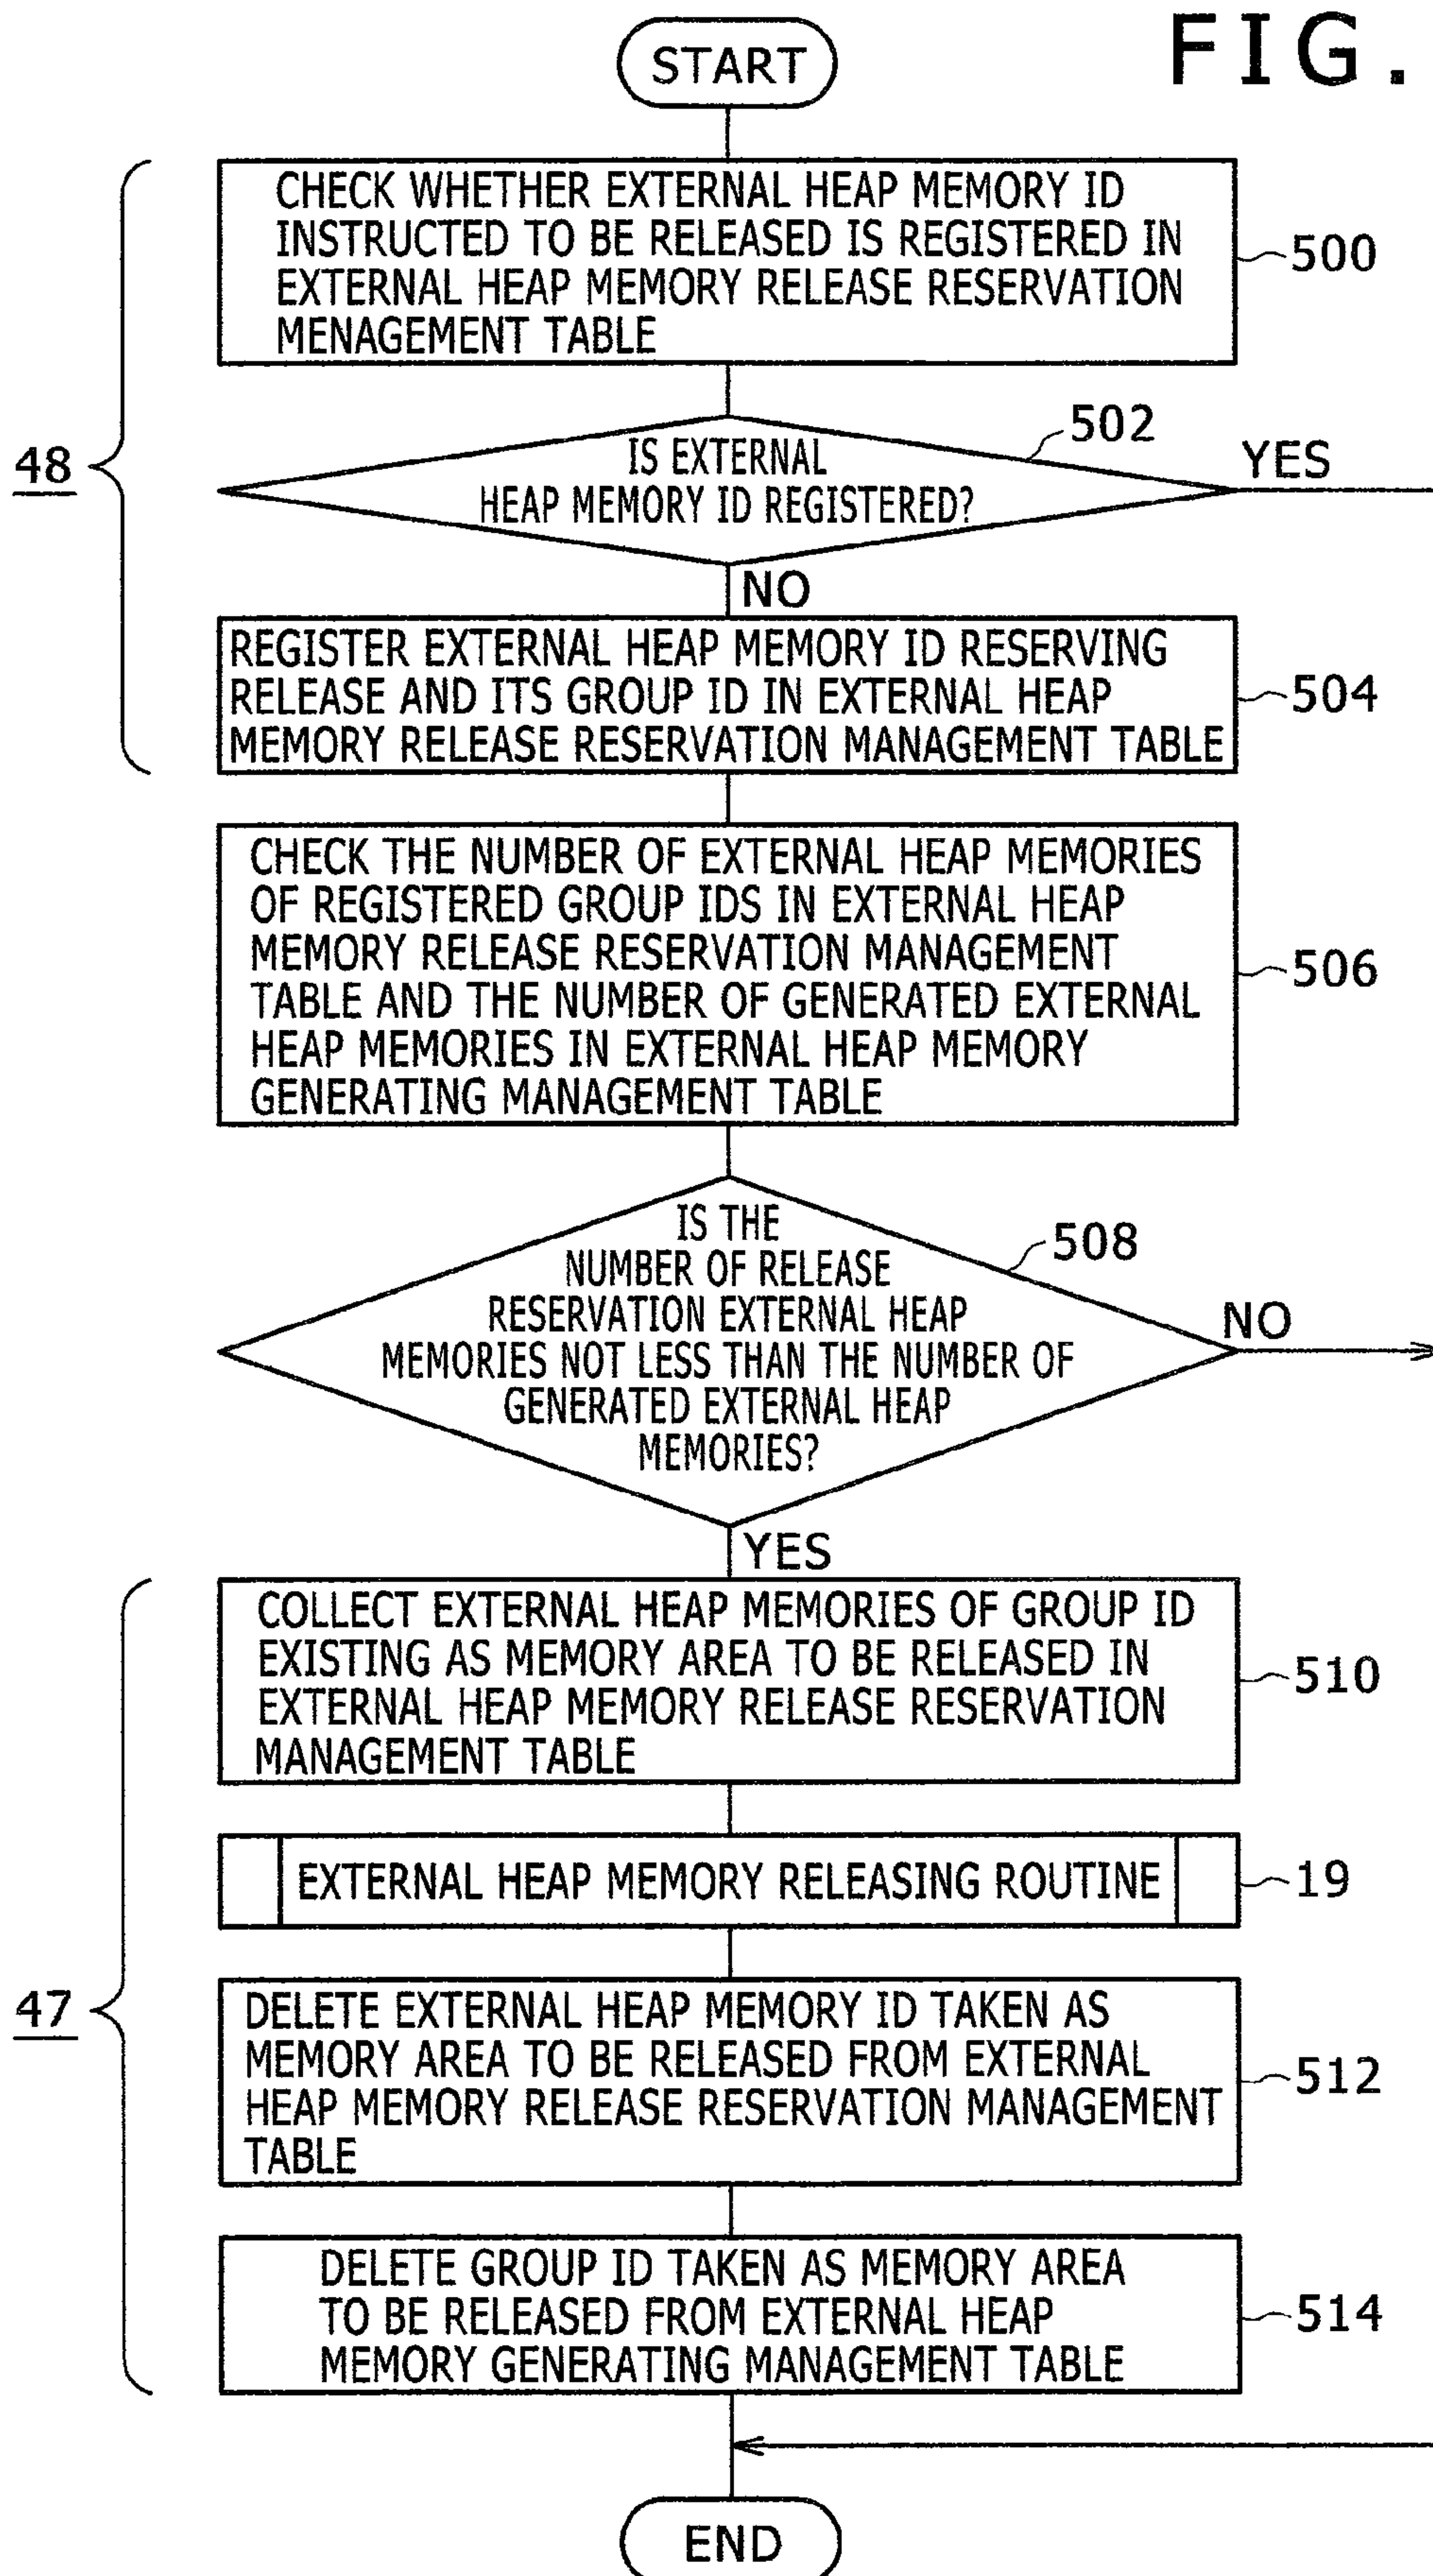 FIG.
START
CHECK WHETHER EXTERNAL HEAP MEMORY ID
INSTRUCTED TO BE RELEASED IS REGISTERED IN
EXTERNAL HEAP MEMORY RELEASE RESERVATION
MENAGEMENT TABLE
500
48
502
IS EXTERNAL
HEAP MEMORY ID REGISTERED?
YES
NO
REGISTER EXTERNAL HEAP MEMORY ID RESERVING
RELEASE AND ITS GROUP ID IN EXTERNAL HEAP
MEMORY RELEASE RESERVATION MANAGEMENT TABLE
504
CHECK THE NUMBER OF EXTERNAL HEAP MEMORIES
OF REGISTERED GROUP IDS IN EXTERNAL HEAP
MEMORY RELEASE RESERVATION MANAGEMENT
TABLE AND THE NUMBER OF GENERATED EXTERNAL
HEAP MEMORIES IN EXTERNAL HEAP MEMORY
GENERATING MANAGEMENT TABLE
506
IS THE
NUMBER OF RELEASE
RESERVATION EXTERNAL HEAP
MEMORIES NOT LESS THAN THE NUMBER OF
GENERATED EXTERNAL HEAP
MEMORIES?
508
NO
YES
COLLECT EXTERNAL HEAP MEMORIES OF GROUP ID
EXISTING AS MEMORY AREA TO BE RELEASED IN
EXTERNAL HEAP MEMORY RELEASE RESERVATION
MANAGEMENT TABLE
510
EXTERNAL HEAP MEMORY RELEASING ROUTINE
19
47
DELETE EXTERNAL HEAP MEMORY ID TAKEN AS
MEMORY AREA TO BE RELEASED FROM EXTERNAL
HEAP MEMORY RELEASE RESERVATION MANAGEMENT
TABLE
512
DELETE GROUP ID TAKEN AS MEMORY AREA
TO BE RELEASED FROM EXTERNAL HEAP
MEMORY GENERATING MANAGEMENT TABLE
514
END